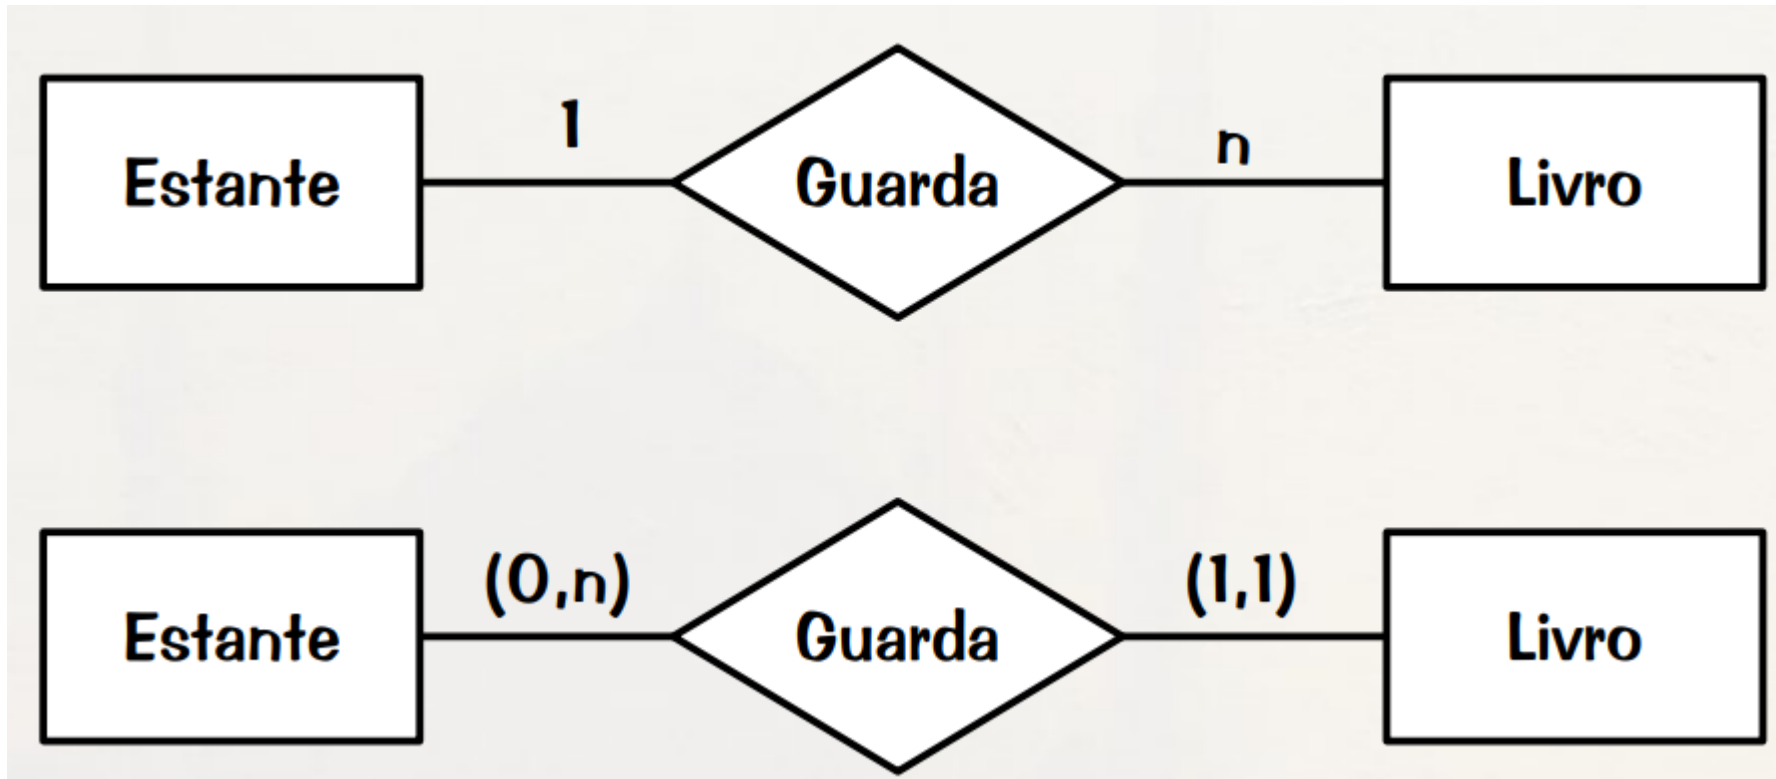 1
n
Estante
Guarda
Livro
(0,n)
(1,1)
Estante
Guarda
Livro